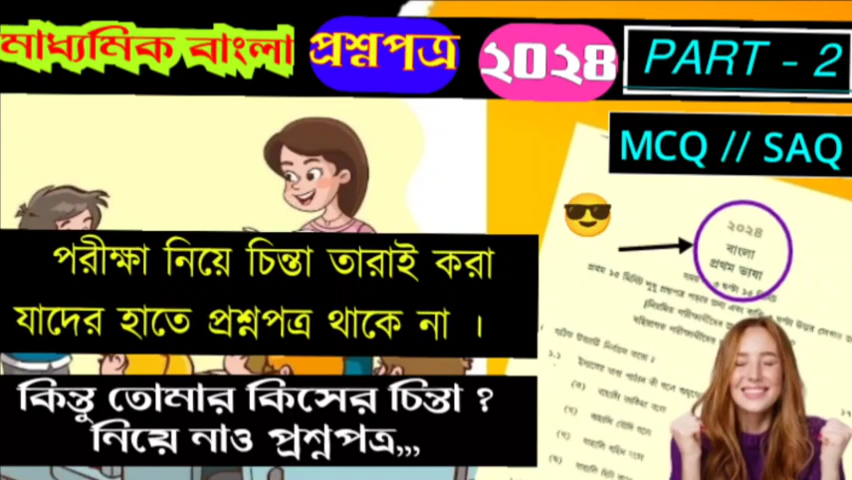 মাধ্যমিক বাংলা প্রশ্নপত্র ২০২৪ PART - 2
MCQ // SAQ
পরীক্ষা নিয়ে চিন্তা তারাই করা
যাদের হাতে প্রশ্নপত্র থাকে না ।
কিন্তু তোমার কিসের চিন্তা ?
নিয়ে নাও প্রশ্নপত্র,,,
২০২৪
বাংলা
প্রথম ভাষা